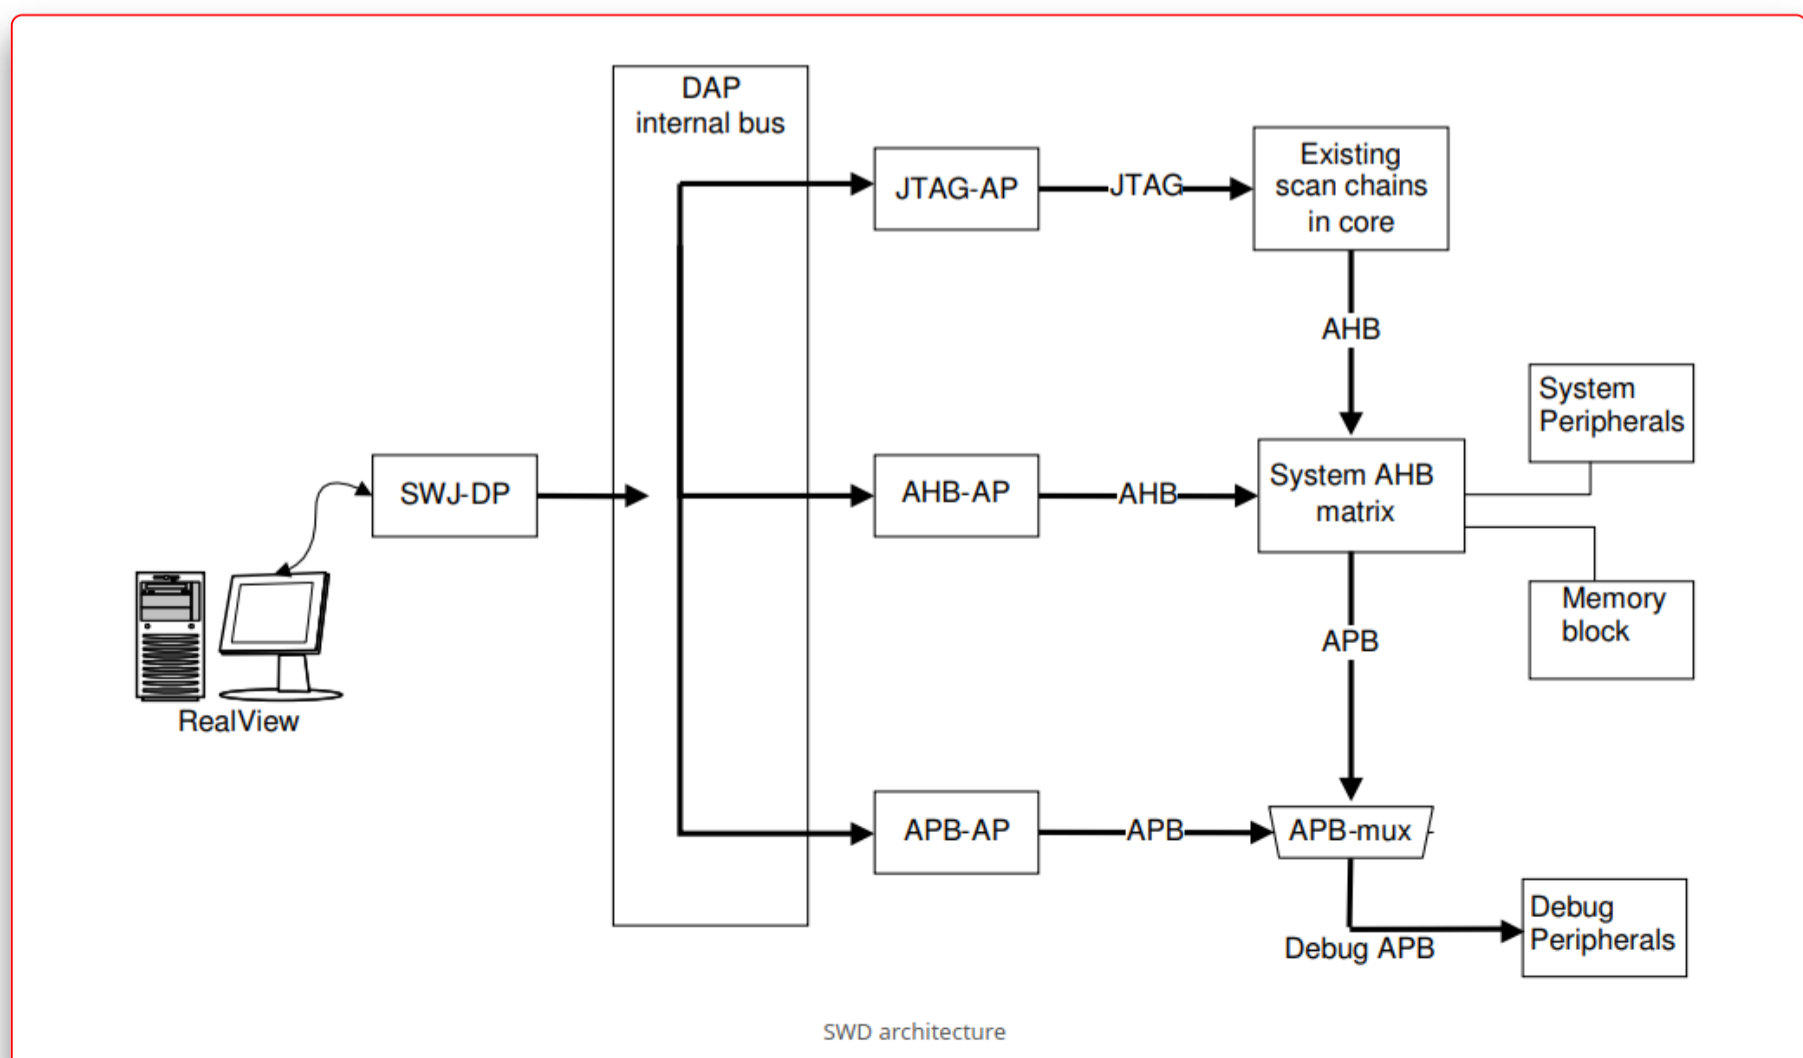 DAP
internal bus
JTAG-AP
JTAG
Existing
scan chains
in core
AHB
System
Peripherals
SWJ-DP
AHB-AP
AHB
System AHB
matrix
Memory
block
APB
RealView
APB-AP
APB
APB-mux
Debug
Peripherals
Debug APB
SWD architecture